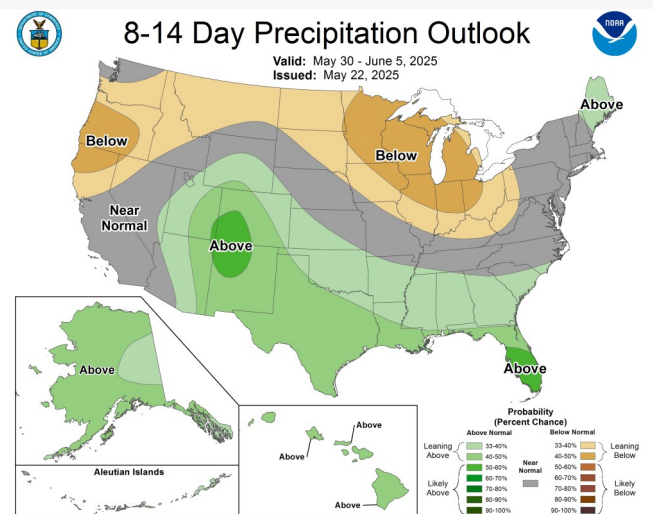 8-14 Day Precipitation Outlook
Valid: May 30 - June 5, 2025
Issued: May 22, 2025
NOAA
Above
Below
Below
Near
Normal
Above
Above
Above
Aleutian Islands
Above
Above
Above
Probability
(Percent Chance)
Above Normal
Below Normal
Leaning
Above
33-40%
40-50%
Likely
Above
50-60%
60-70%
70-80%
80-90%
90-100%
Near
Normal
33-40%
40-50%
Leaning
Below
50-60%
60-70%
70-80%
80-90%
90-100%
Likely
Below